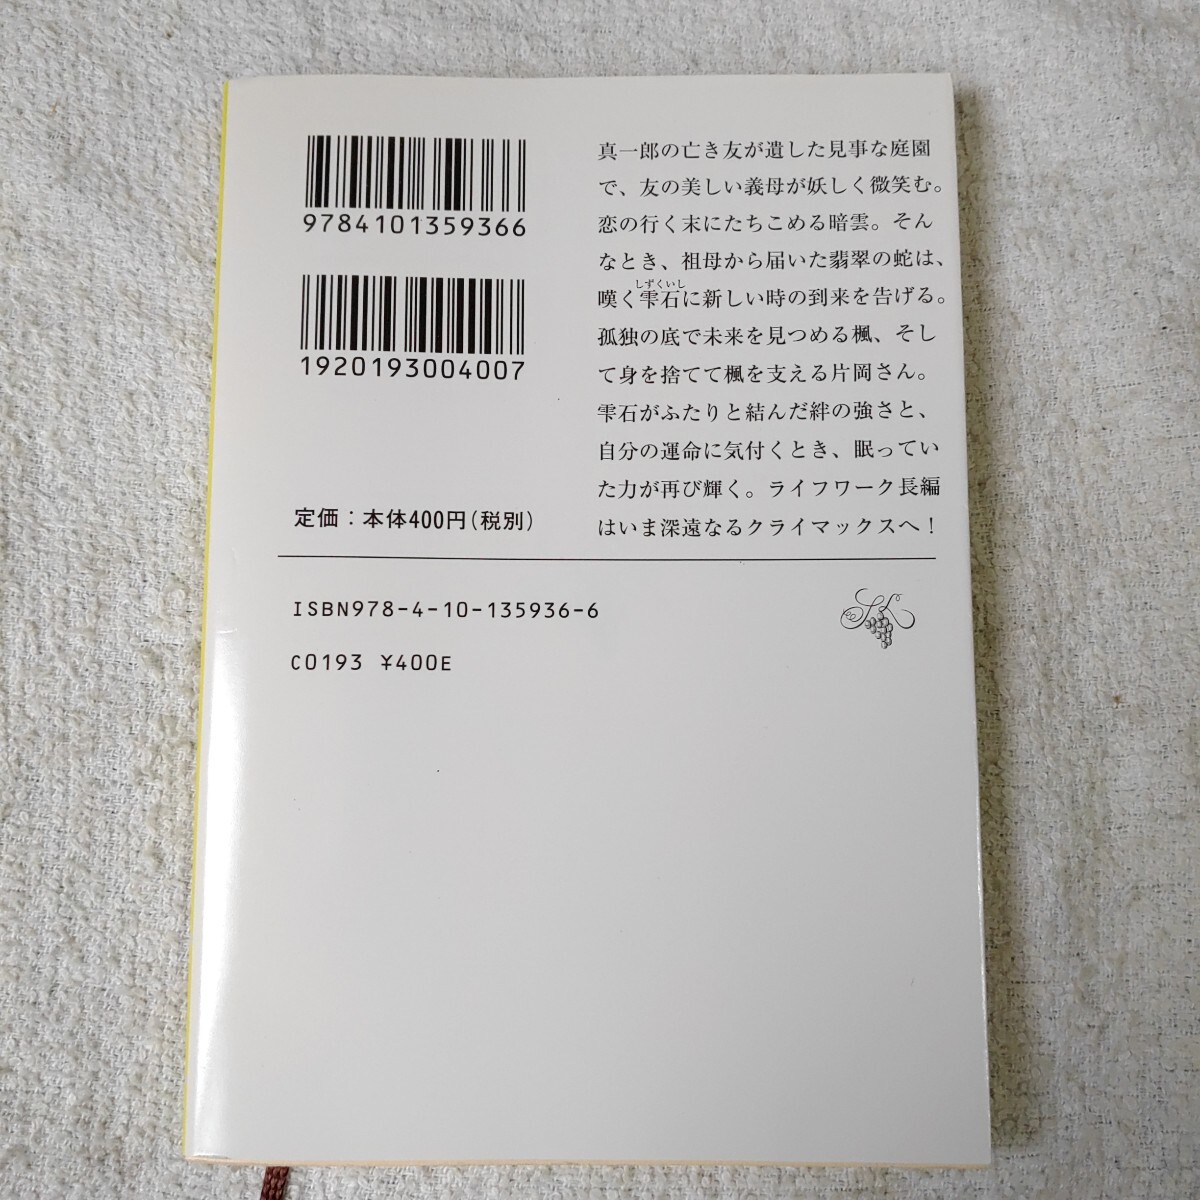 9784101359366
1920193004007
定価：本体400円（税別）
真一郎の亡き友が遺した見事な庭園
で、友の美しい義母が妖しく微笑む。
恋の行く末にたちこめる暗雲。そん
なとき、祖母から届いた翡翠の蛇は、
しずくいし
嘆く雫石に新しい時の到来を告げる。
孤独の底で未来を見つめる楓、そし
て身を捨てて楓を支える片岡さん。
雫石がふたりと結んだ絆の強さと、
自分の運命に気付くとき、眠ってい
た力が再び輝く。ライフワーク長編
はいま深遠なるクライマックスへ！
ISBN978-4-10-135936-6
C0193 ¥400E